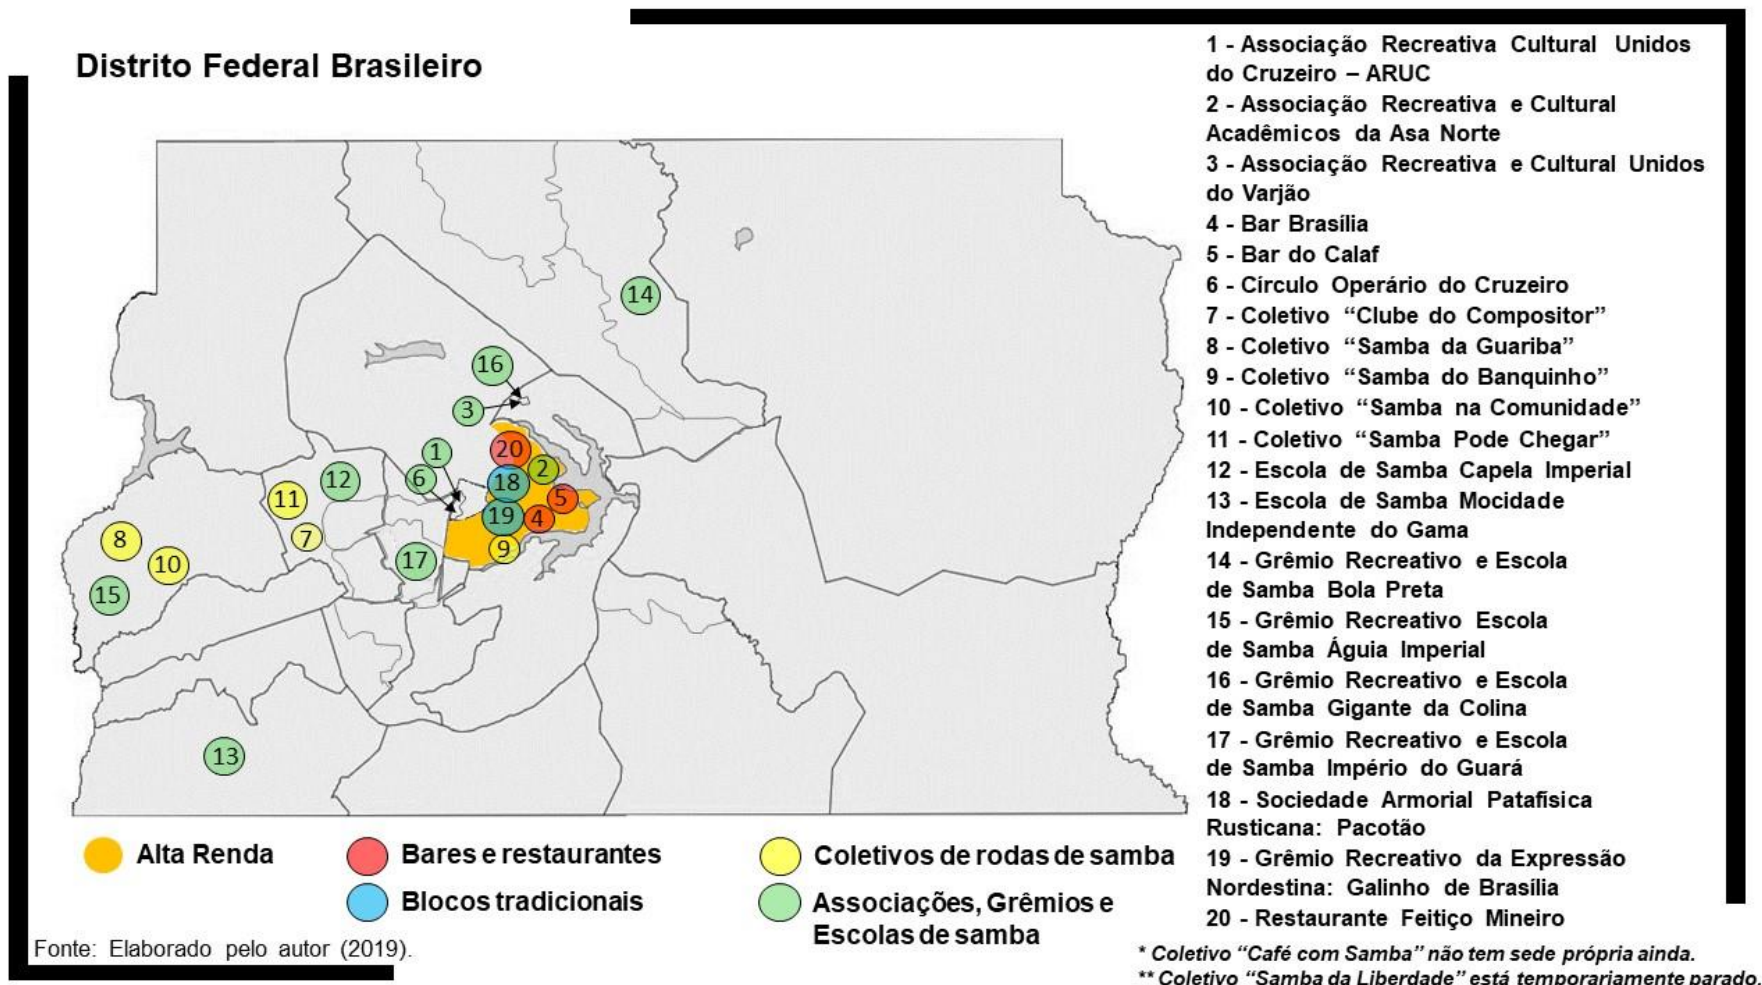 Distrito Federal Brasileiro
14
16
3
1
20
2
6
12
18
11
5
19
4
7
8
9
17
10
15
13
Alta Renda
Bares e restaurantes
Blocos tradicionais
Coletivos de rodas de samba
Associações, Grêmios e
Escolas de samba
Fonte: Elaborado pelo autor (2019).
1 - Associação Recreativa Cultural Unidos
do Cruzeiro – ARUC
2 - Associação Recreativa e Cultural
Acadêmicos da Asa Norte
3 - Associação Recreativa e Cultural Unidos
do Varjão
4 - Bar Brasília
5 - Bar do Calaf
6 - Círculo Operário do Cruzeiro
7 - Coletivo “Clube do Compositor”
8 - Coletivo “Samba da Guariba”
9 - Coletivo “Samba do Banquinho”
10 - Coletivo “Samba na Comunidade”
11 - Coletivo “Samba Pode Chegar”
12 - Escola de Samba Capela Imperial
13 - Escola de Samba Mocidade
Independente do Gama
14 - Grêmio Recreativo e Escola
de Samba Bola Preta
15 - Grêmio Recreativo Escola
de Samba Águia Imperial
16 - Grêmio Recreativo e Escola
de Samba Gigante da Colina
17 - Grêmio Recreativo e Escola
de Samba Império do Guará
18 - Sociedade Armorial Patafísica
Rusticana: Pacotão
19 - Grêmio Recreativo da Expressão
Nordestina: Galinho de Brasília
20 - Restaurante Feitiço Mineiro
* Coletivo “Café com Samba” não tem sede própria ainda.
** Coletivo “Samba da Liberdade” está temporariamente parado.